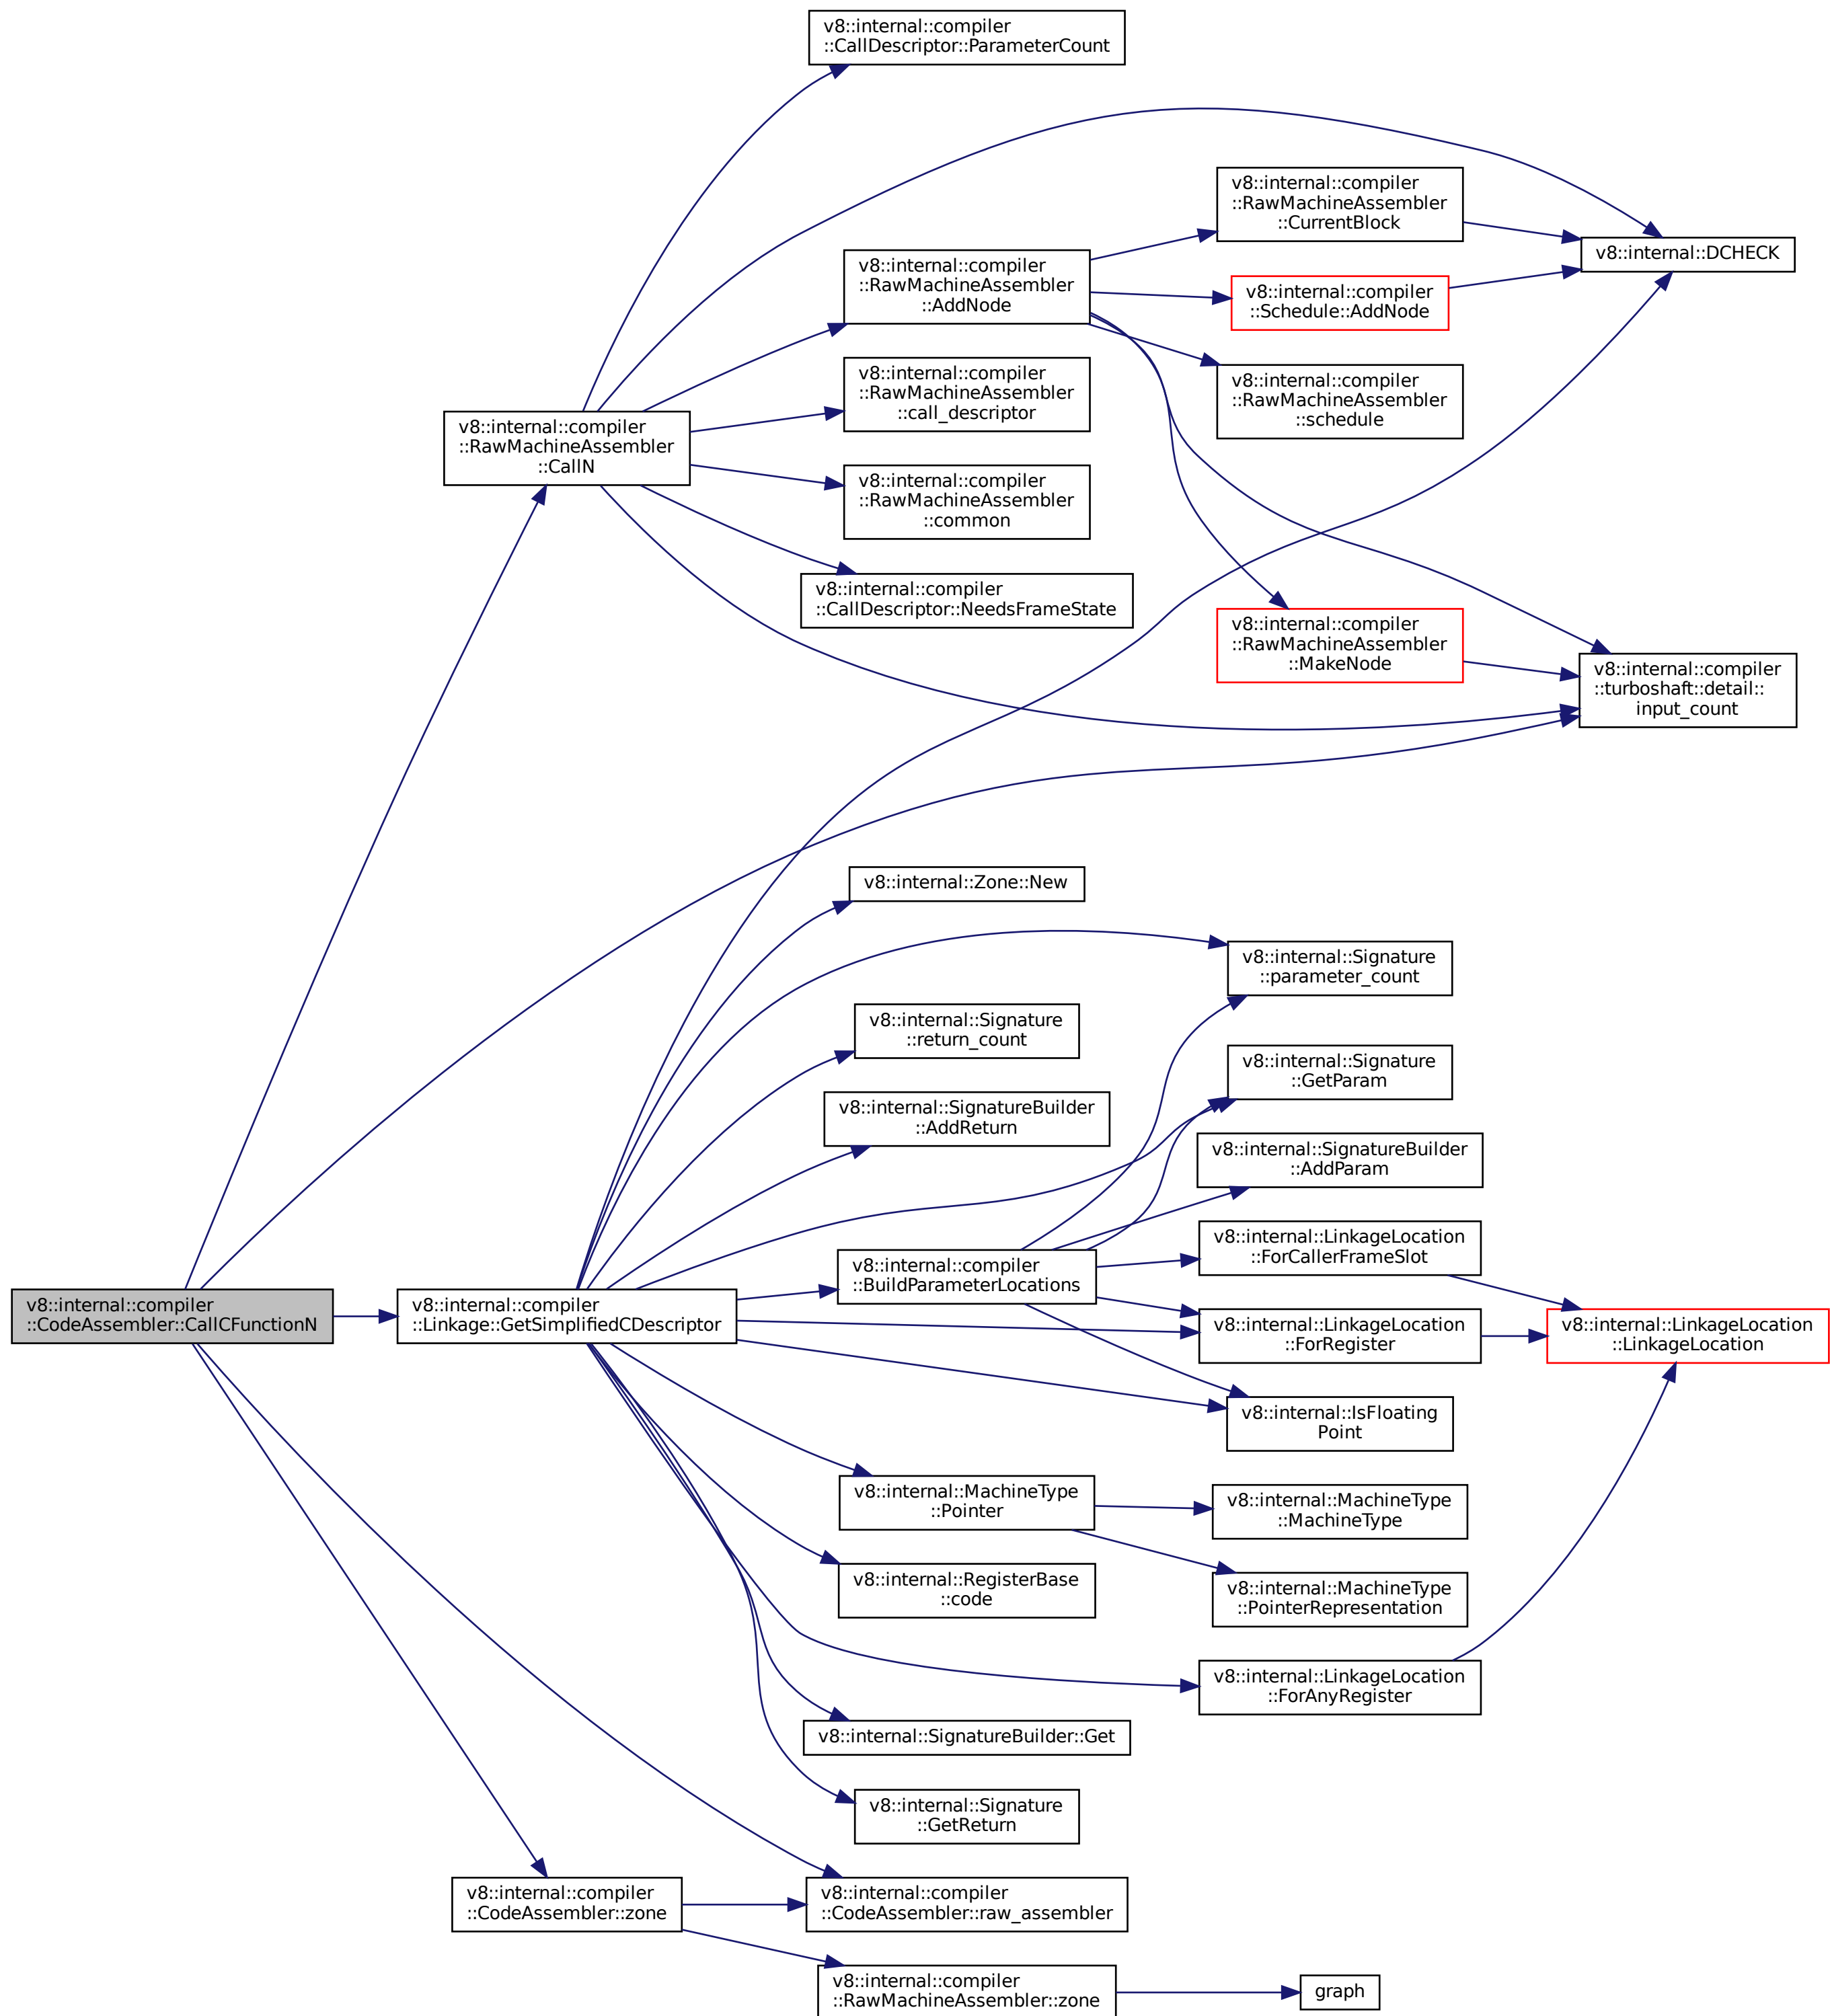 v8::internal::compiler
::CallDescriptor::ParameterCount
v8::internal::compiler
::RawMachineAssembler
::CurrentBlock
v8::internal::DCHECK
v8::internal::compiler
::RawMachineAssembler
::AddNode
v8::internal::compiler
::Schedule::AddNode
v8::internal::compiler
::RawMachineAssembler
::call_descriptor
v8::internal::compiler
::RawMachineAssembler
::schedule
v8::internal::compiler
::RawMachineAssembler
::CallN
v8::internal::compiler
::RawMachineAssembler
::common
v8::internal::compiler
::CallDescriptor::NeedsFrameState
v8::internal::compiler
::RawMachineAssembler
::MakeNode
v8::internal::compiler
::turboshaft::detail::
input_count
v8::internal::Zone::New
v8::internal::Signature
::parameter_count
v8::internal::Signature
::return_count
v8::internal::Signature
::GetParam
v8::internal::SignatureBuilder
::AddReturn
v8::internal::SignatureBuilder
::AddParam
v8::internal::LinkageLocation
::ForCallerFrameSlot
v8::internal::compiler
::BuildParameterLocations
v8::internal::compiler
::CodeAssembler::CallCFunctionN
v8::internal::compiler
::Linkage::GetSimplifiedCDescriptor
v8::internal::LinkageLocation
::ForRegister
v8::internal::LinkageLocation
::LinkageLocation
v8::internal::IsFloating
Point
v8::internal::MachineType
::Pointer
v8::internal::MachineType
::MachineType
v8::internal::RegisterBase
::code
v8::internal::MachineType
::PointerRepresentation
v8::internal::LinkageLocation
::ForAnyRegister
v8::internal::SignatureBuilder::Get
v8::internal::Signature
::GetReturn
v8::internal::compiler
::CodeAssembler::zone
v8::internal::compiler
::CodeAssembler::raw_assembler
v8::internal::compiler
::RawMachineAssembler::zone
graph